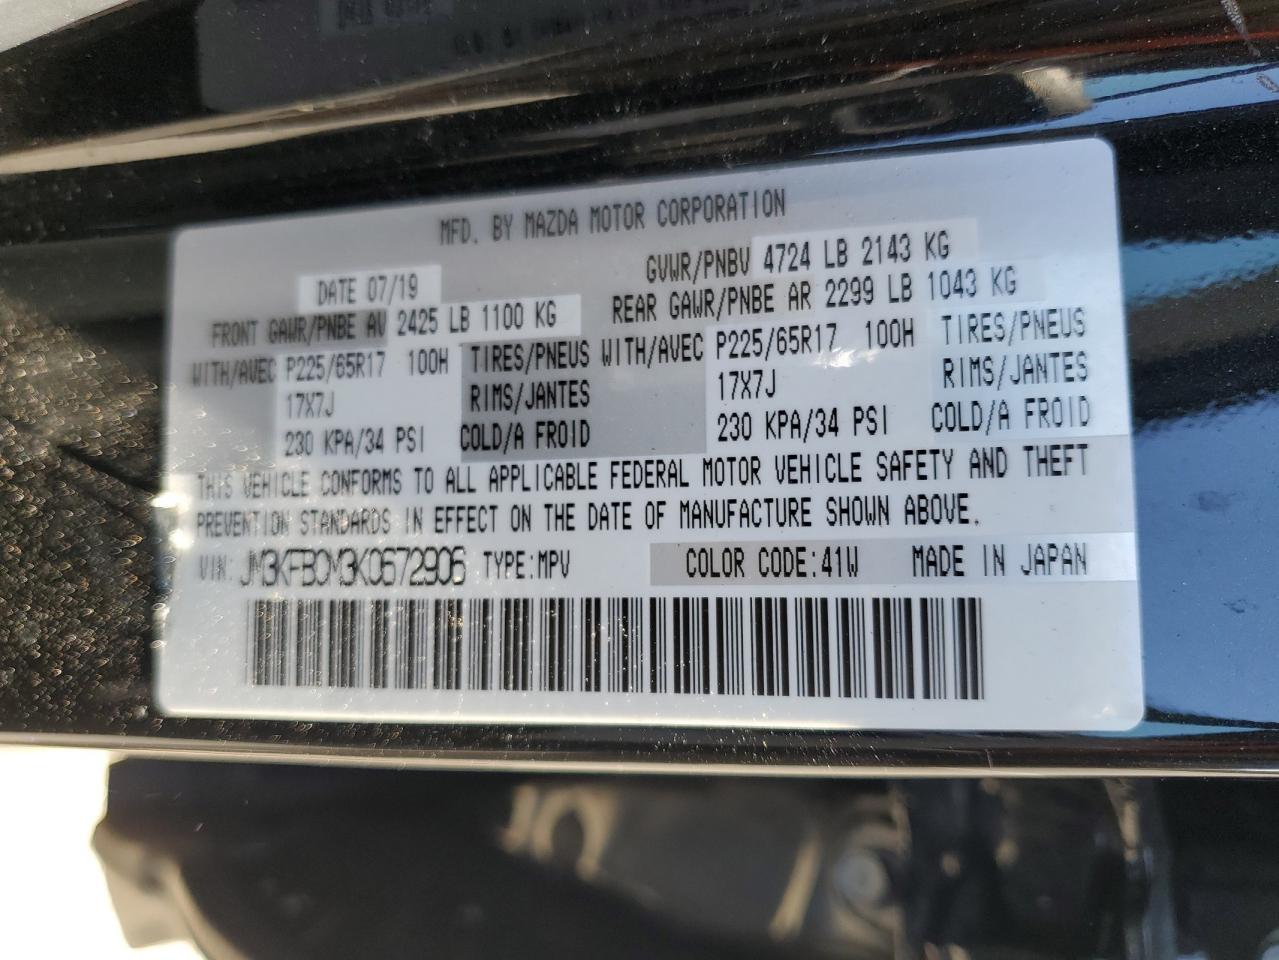 MFD. BY MAZDA MOTOR CORPORATION
DATE 07/19 GVWR/PNBV 4724 LB 2143 KG
FRONT GAWR/PNBE AV 2425 LB 1100 KG REAR GAWR/PNBE AR 2299 LB 1043 KG
WITH/AVEC P225/65R17 100H TIRES/PNEUS WITH/AVEC P225/65R17 100H TIRES/PNEUS
17X7J RIMS/JANTES 17X7J RIMS/JANTES
230 KPA/34 PSI COLD/A FROID 230 KPA/34 PSI COLD/A FROID
THIS VEHICLE CONFORMS TO ALL APPLICABLE FEDERAL MOTOR VEHICLE SAFETY AND THEFT
PREVENTION STANDARDS IN EFFECT ON THE DATE OF MANUFACTURE SHOWN ABOVE.
VIN: JM3KFBCM3K0672906 TYPE:MPV COLOR CODE:41W MADE IN JAPAN